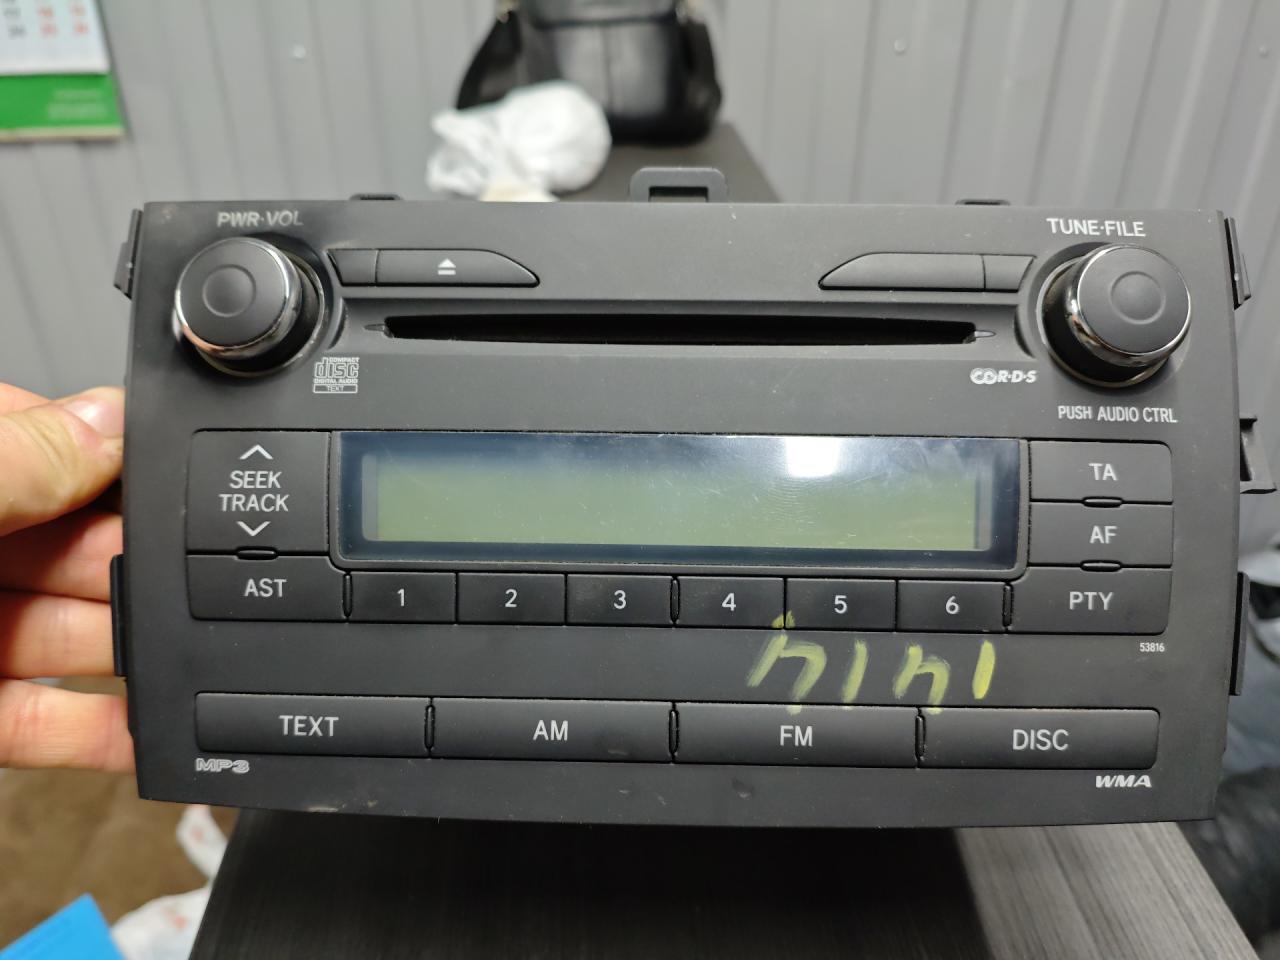 PWR·VOL
TUNE·FILE
COMPACT
disc
DIGITAL AUDIO
TEXT
R·D·S
PUSH AUDIO CTRL
SEEK
TRACK
TA
AF
AST
1
2
3
4
5
6
PTY
53816
TEXT
AM
FM
DISC
MP3
WMA